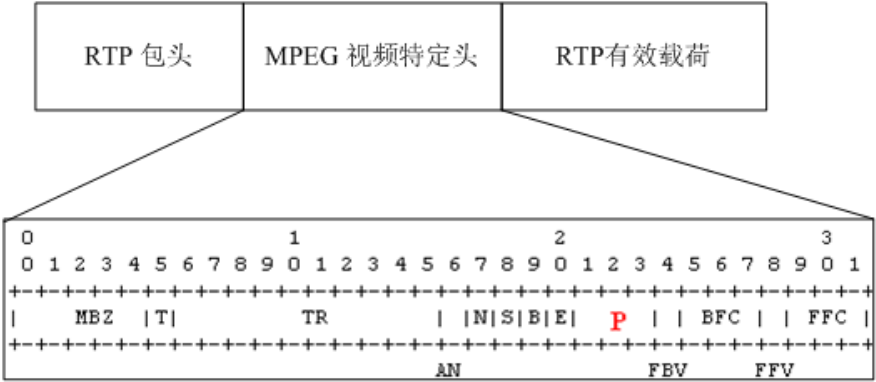 RTP 包头 MPEG 视频特定头 RTP有效载荷
0 1 2 3
0 1 2 3 4 5 6 7 8 9 0 1 2 3 4 5 6 7 8 9 0 1 2 3 4 5 6 7 8 9 0 1
+-+-+-+-+-+-+-+-+-+-+-+-+-+-+-+-+-+-+-+-+-+-+-+-+-+-+-+-+-+-+-+-+
| MBZ |T| TR | |N|S|B|E| P | | BFC | | FFC |
+-+-+-+-+-+-+-+-+-+-+-+-+-+-+-+-+-+-+-+-+-+-+-+-+-+-+-+-+-+-+-+-+
AN FBV FFV